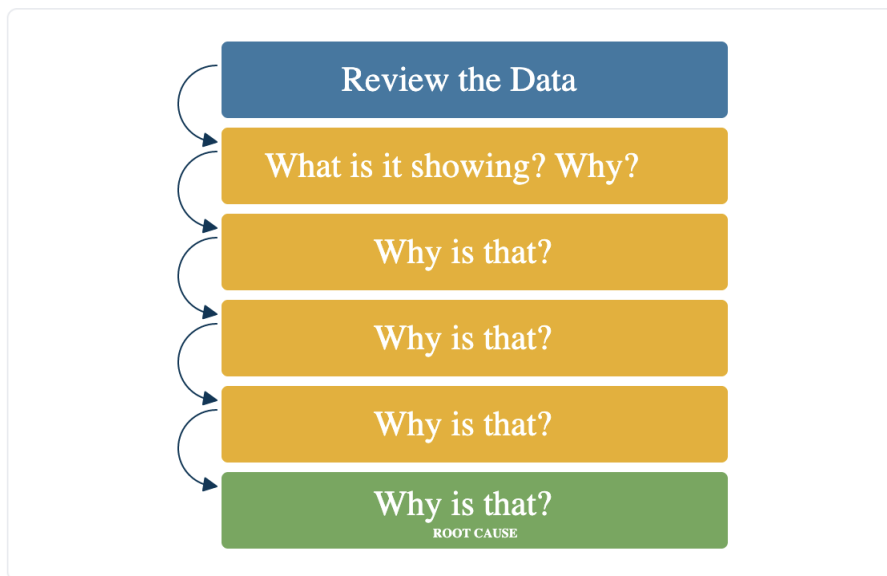 Review the Data
What is it showing? Why?
Why is that?
Why is that?
Why is that?
Why is that?
ROOT CAUSE